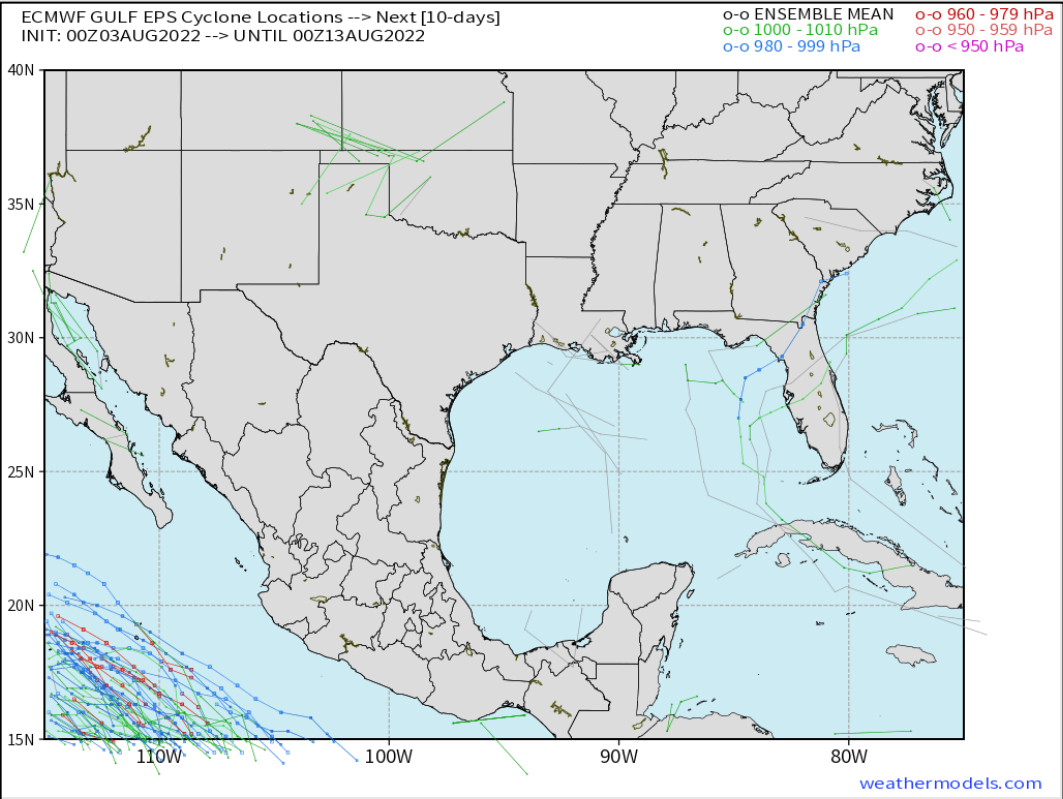 ECMWF GULF EPS Cyclone Locations --> Next [10-days]
INIT: 00Z03AUG2022 --> UNTIL 00Z13AUG2022
o-o ENSEMBLE MEAN
o-o 1000 - 1010 hPa
o-o 980 - 999 hPa
o-o 960 - 979 hPa
o-o 950 - 959 hPa
o-o < 950 hPa
40N
35N
30N
25N
20N
15N
110W 100W 90W 80W
weathermodels.com